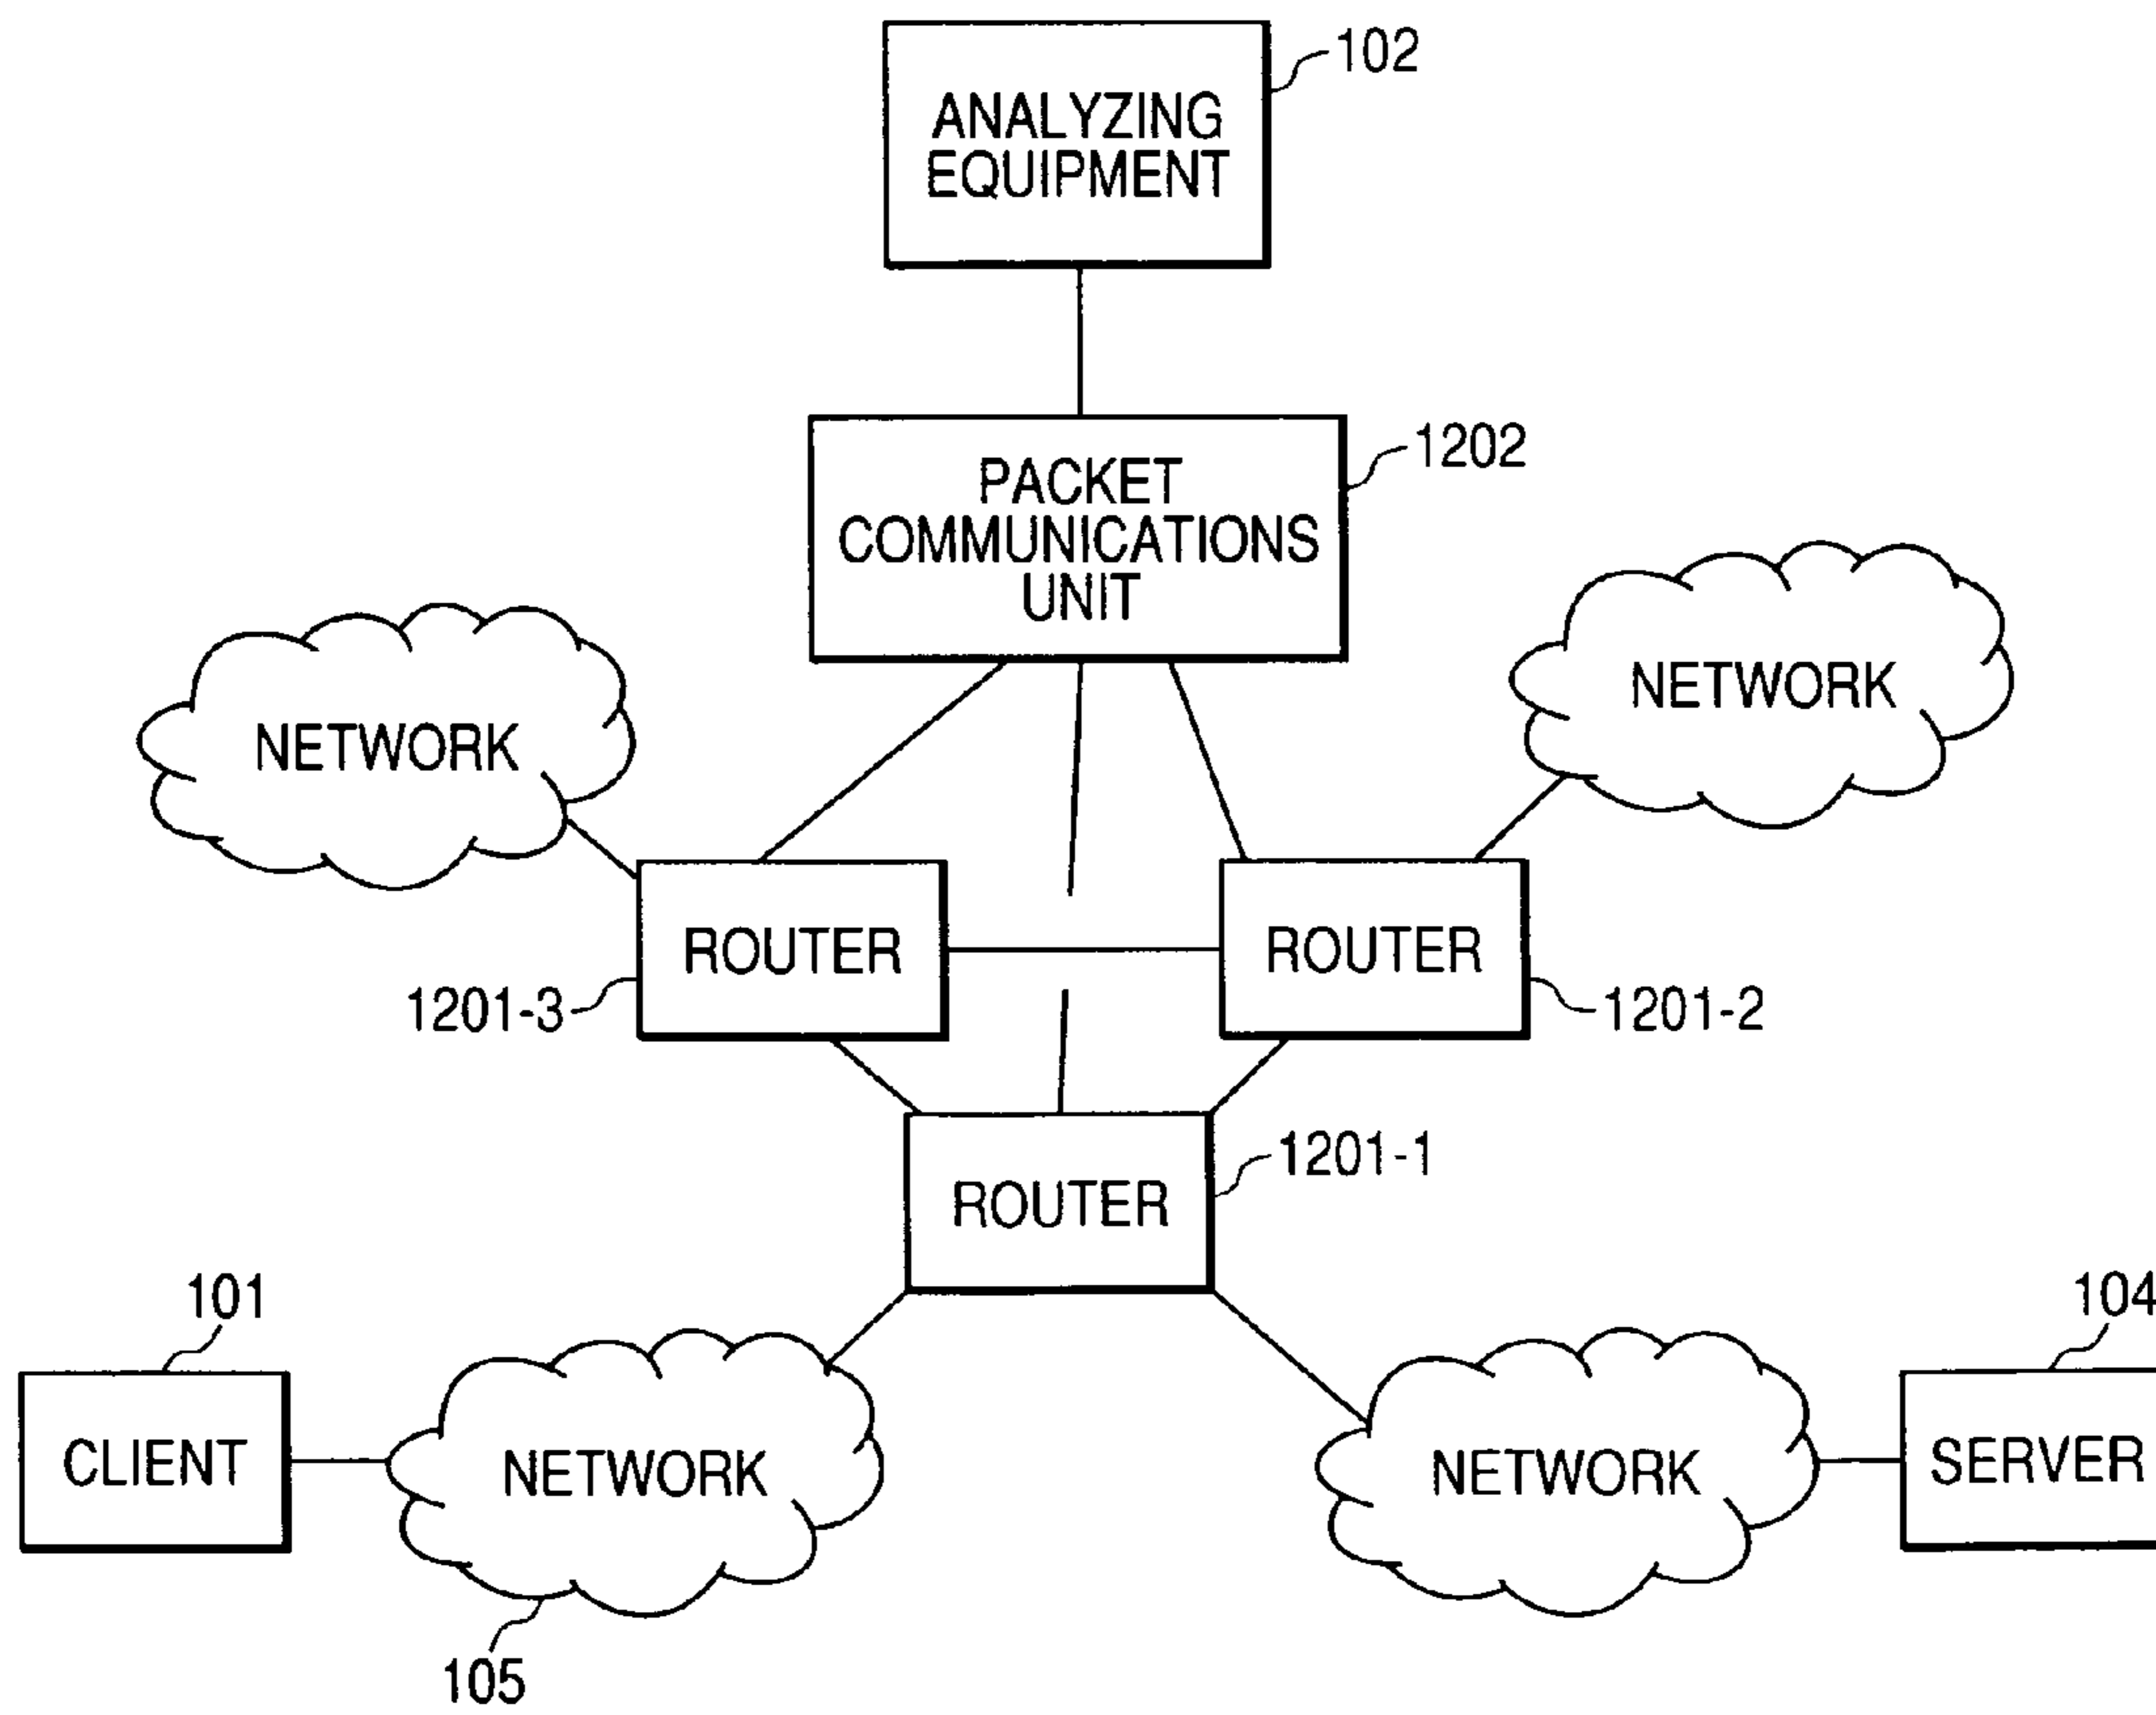 102
ANALYZING
EQUIPMENT
1202
PACKET
COMMUNICATIONS
UNIT
NETWORK
NETWORK
ROUTER
ROUTER
1201-3
1201-2
1201-1
ROUTER
101
104
CLIENT
NETWORK
NETWORK
SERVER
105